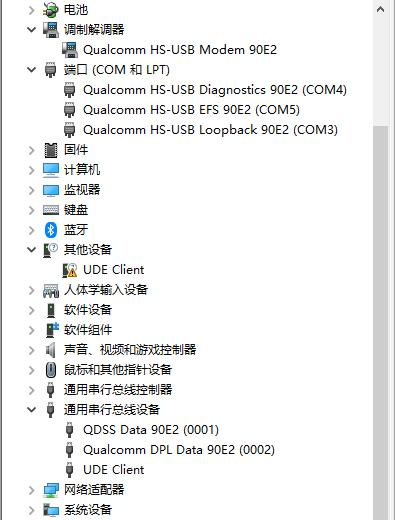 电池
调制解调器
Qualcomm HS-USB Modem 90E2
端口 (COM 和 LPT)
Qualcomm HS-USB Diagnostics 90E2 (COM4)
Qualcomm HS-USB EFS 90E2 (COM5)
Qualcomm HS-USB Loopback 90E2 (COM3)
固件
计算机
监视器
键盘
蓝牙
其他设备
UDE Client
人体学输入设备
软件设备
软件组件
声音、视频和游戏控制器
鼠标和其他指针设备
通用串行总线控制器
通用串行总线设备
QDSS Data 90E2 (0001)
Qualcomm DPL Data 90E2 (0002)
UDE Client
网络适配器
系统设备